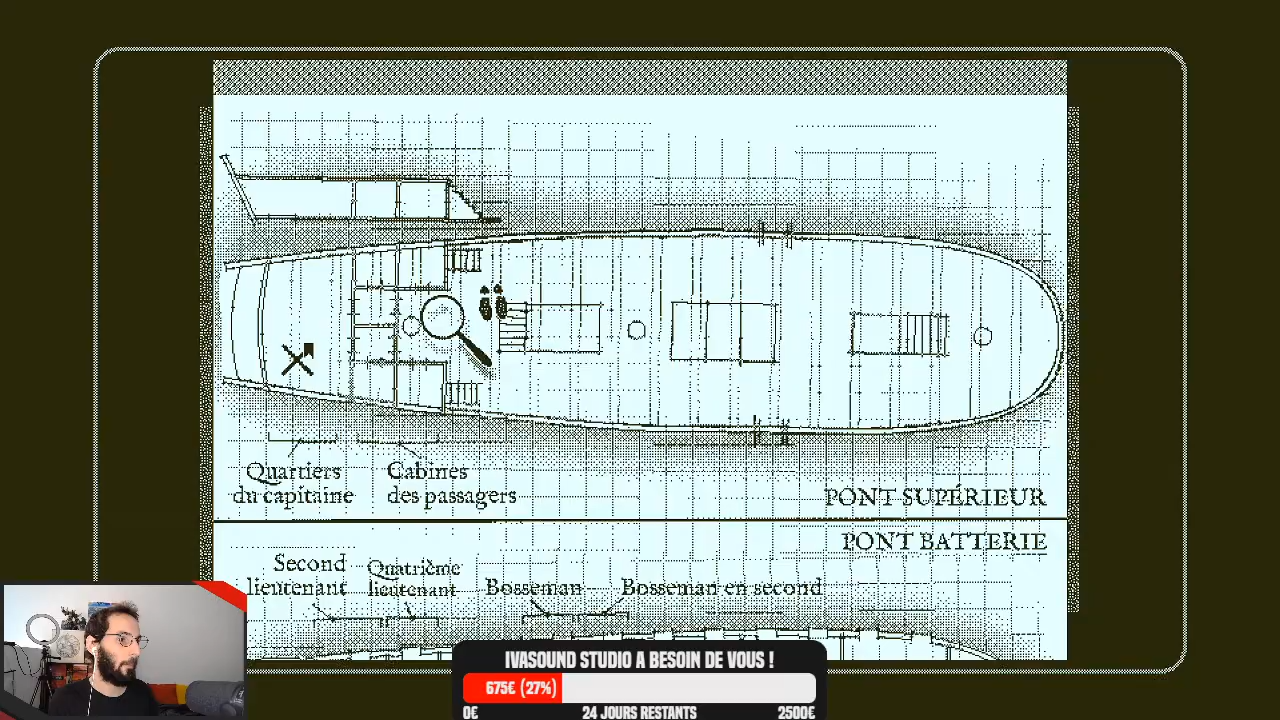 Quartiers
du capitaine
Cabines
des passagers
PONT SUPÉRIEUR
PONT BATTERIE
Second
lieutenant
Quatrième
lieutenant
Bosseman
Bosseman en second
IVASOUND STUDIO A BESOIN DE VOUS !
675€ (27%)
0€
24 JOURS RESTANTS
2500€